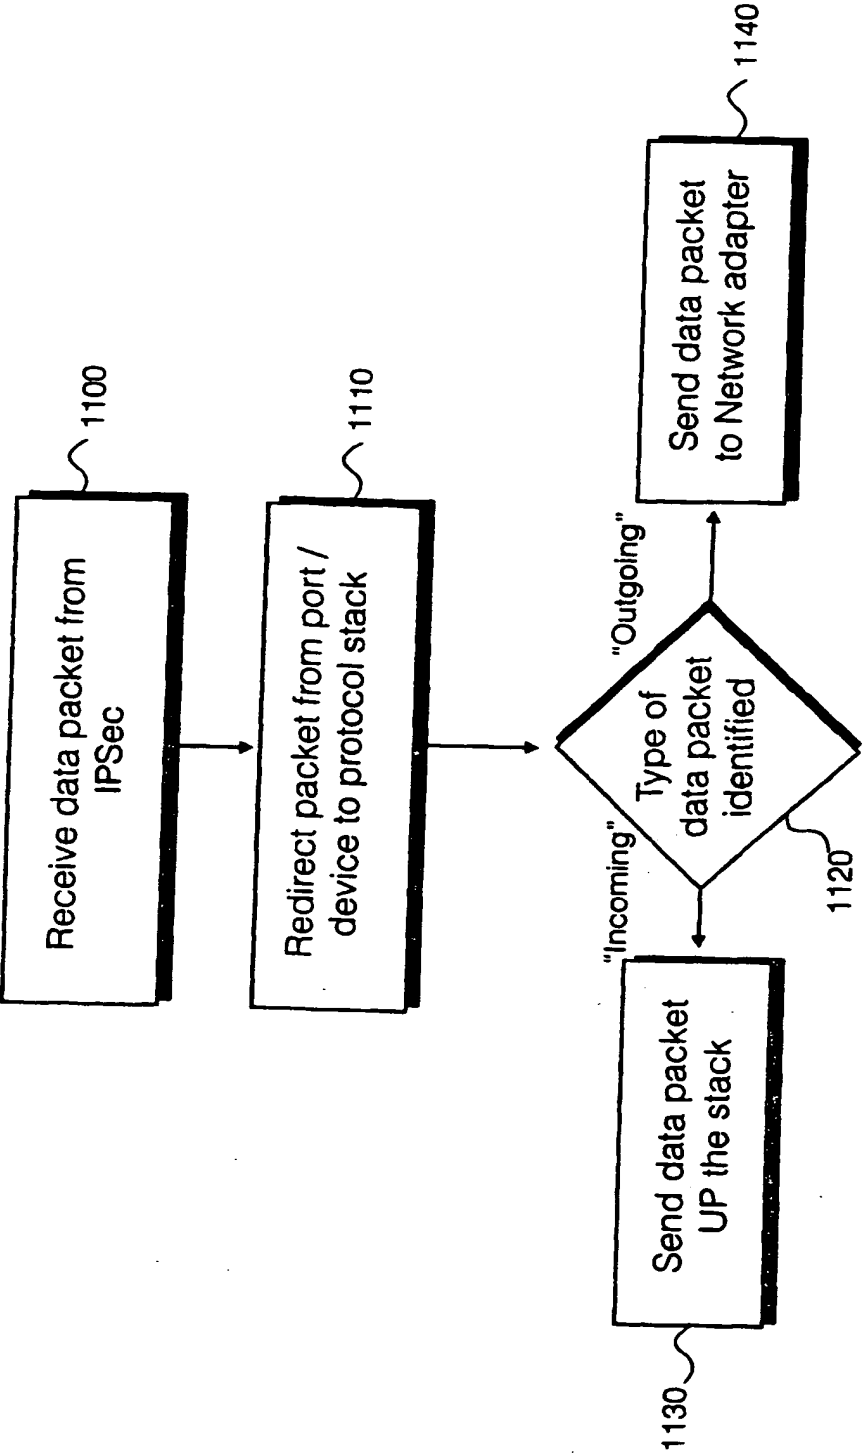 Receive data packet from
IPSec
1100
Redirect packet from port /
device to protocol stack
1110
Type of
data packet
identified
1120
"Incoming"
"Outgoing"
Send data packet
UP the stack
1130
Send data packet
to Network adapter
1140